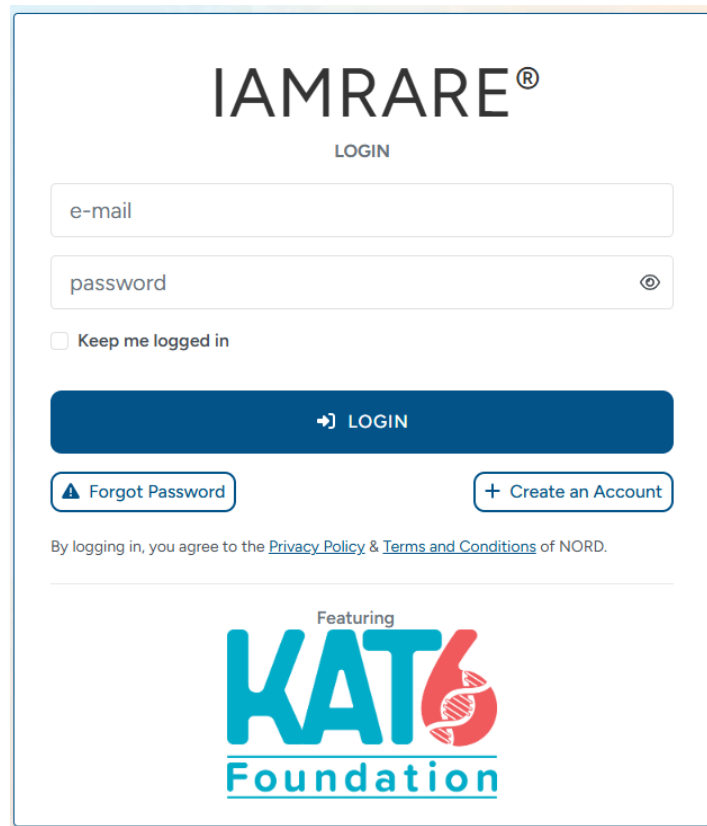 IAMRARE®
LOGIN
e-mail
password
Keep me logged in
LOGIN
Forgot Password
+ Create an Account
By logging in, you agree to the Privacy Policy & Terms and Conditions of NORD.
Featuring
KAT6
Foundation